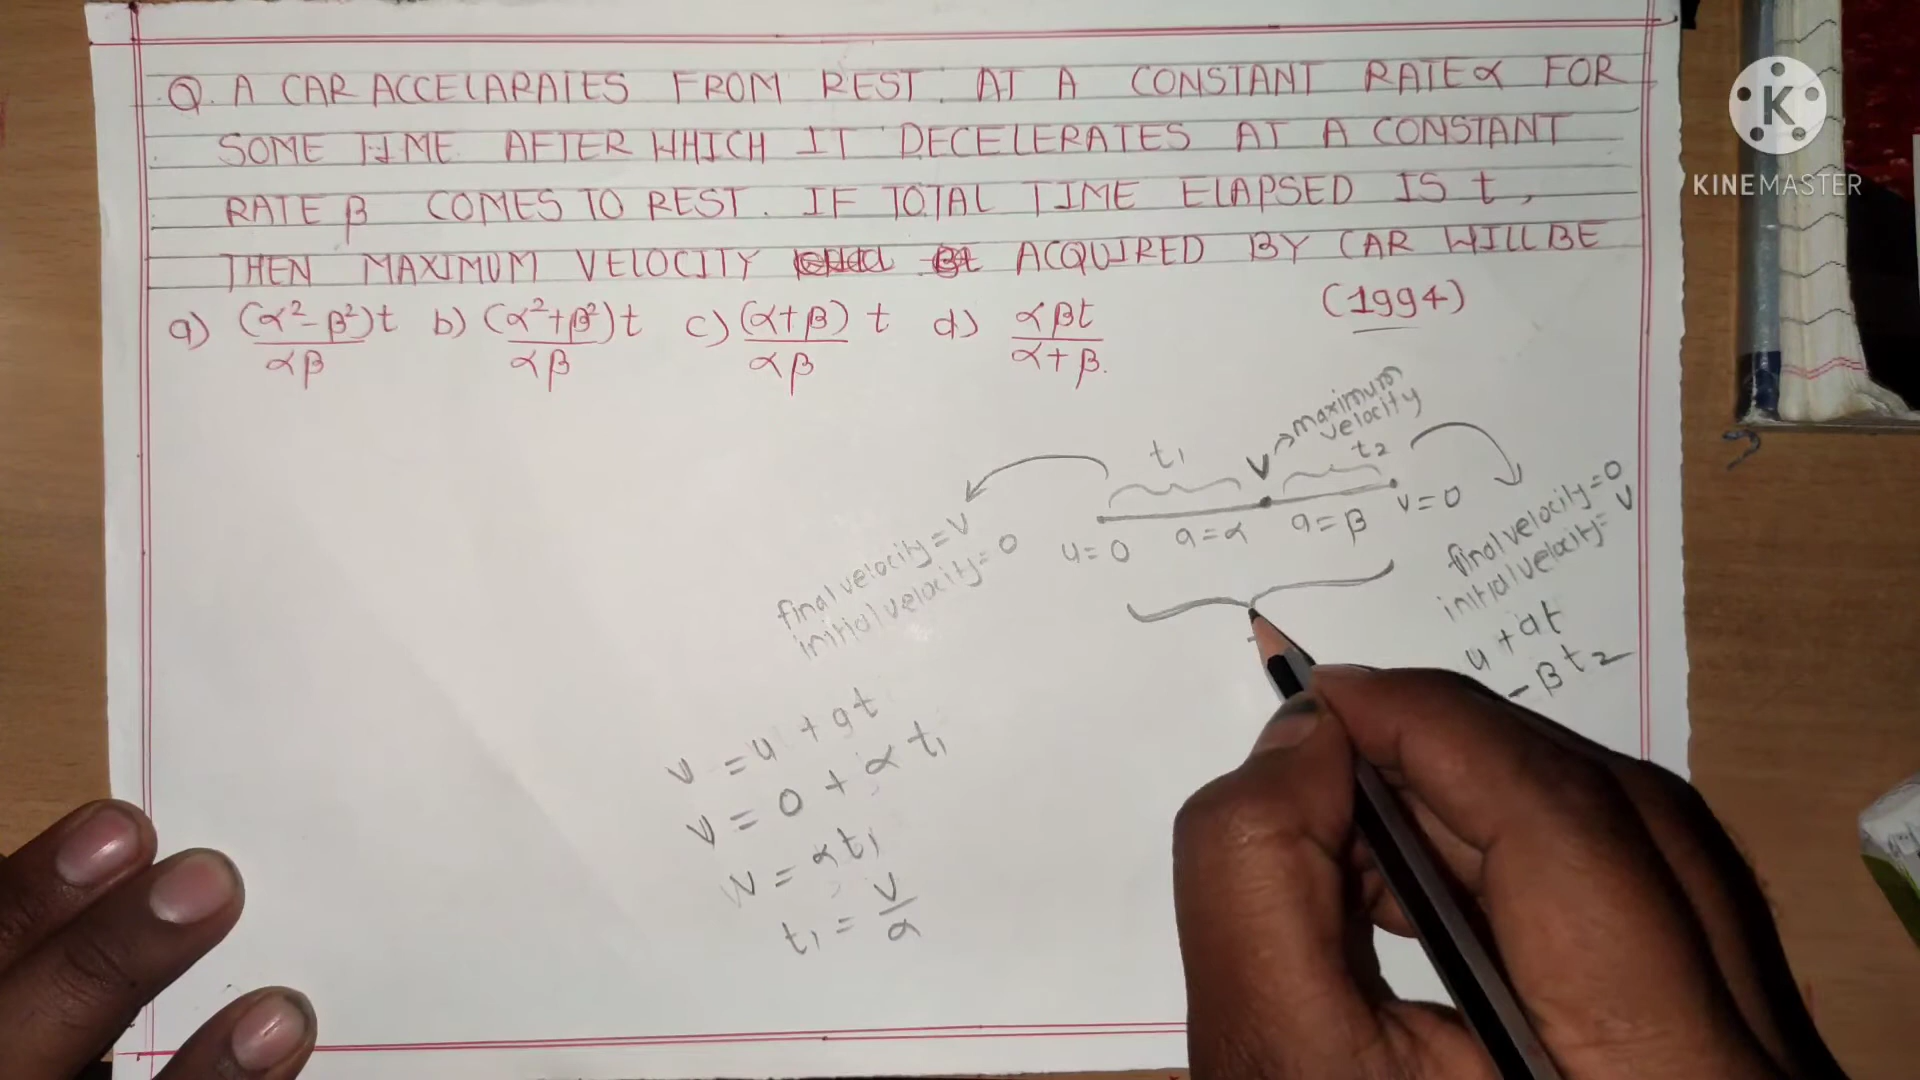 Q. A CAR ACCELARATES FROM REST. AT A CONSTANT RATE α FOR
SOME TIME AFTER WHICH IT DECELERATES AT A CONSTANT
RATE β COMES TO REST. IF TOTAL TIME ELAPSED IS t,
THEN MAXIMUM VELOCITY ACQUIRED BY CAR WILL BE
(1994)
a) (α²-β²)t/αβ b) (α²+β²)t/αβ c) (α+β)t/αβ d) αβt/α+β.
maximum
velocity
t₁ V t₂
u=0 a=α a=β v=0
final velocity=V
initial velocity=0
final velocity=0
initial velocity=V
u+at
-βt₂
v=u+at
v=0+αt₁
v=αt₁
t₁=v/α
K
KINEMASTER